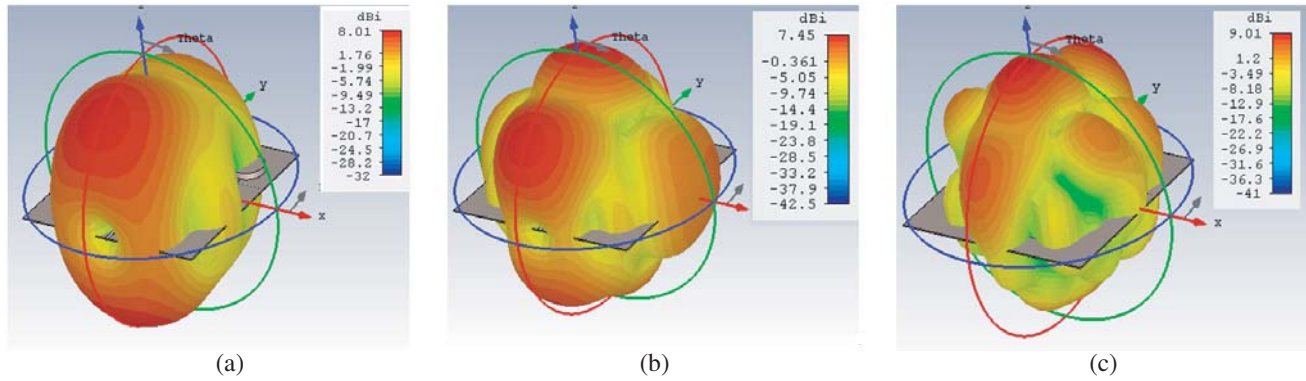 dBi
8.01
1.76
-1.99
-5.74
-9.49
-13.2
-17
-20.7
-24.5
-28.2
-32
Theta
y
x
(a)
dBi
7.45
-0.361
-5.05
-9.74
-14.4
-19.1
-23.8
-28.5
-33.2
-37.9
-42.5
Theta
y
x
(b)
dBi
9.01
1.2
-3.49
-8.18
-12.9
-17.6
-22.2
-26.9
-31.6
-36.3
-41
Theta
y
x
(c)